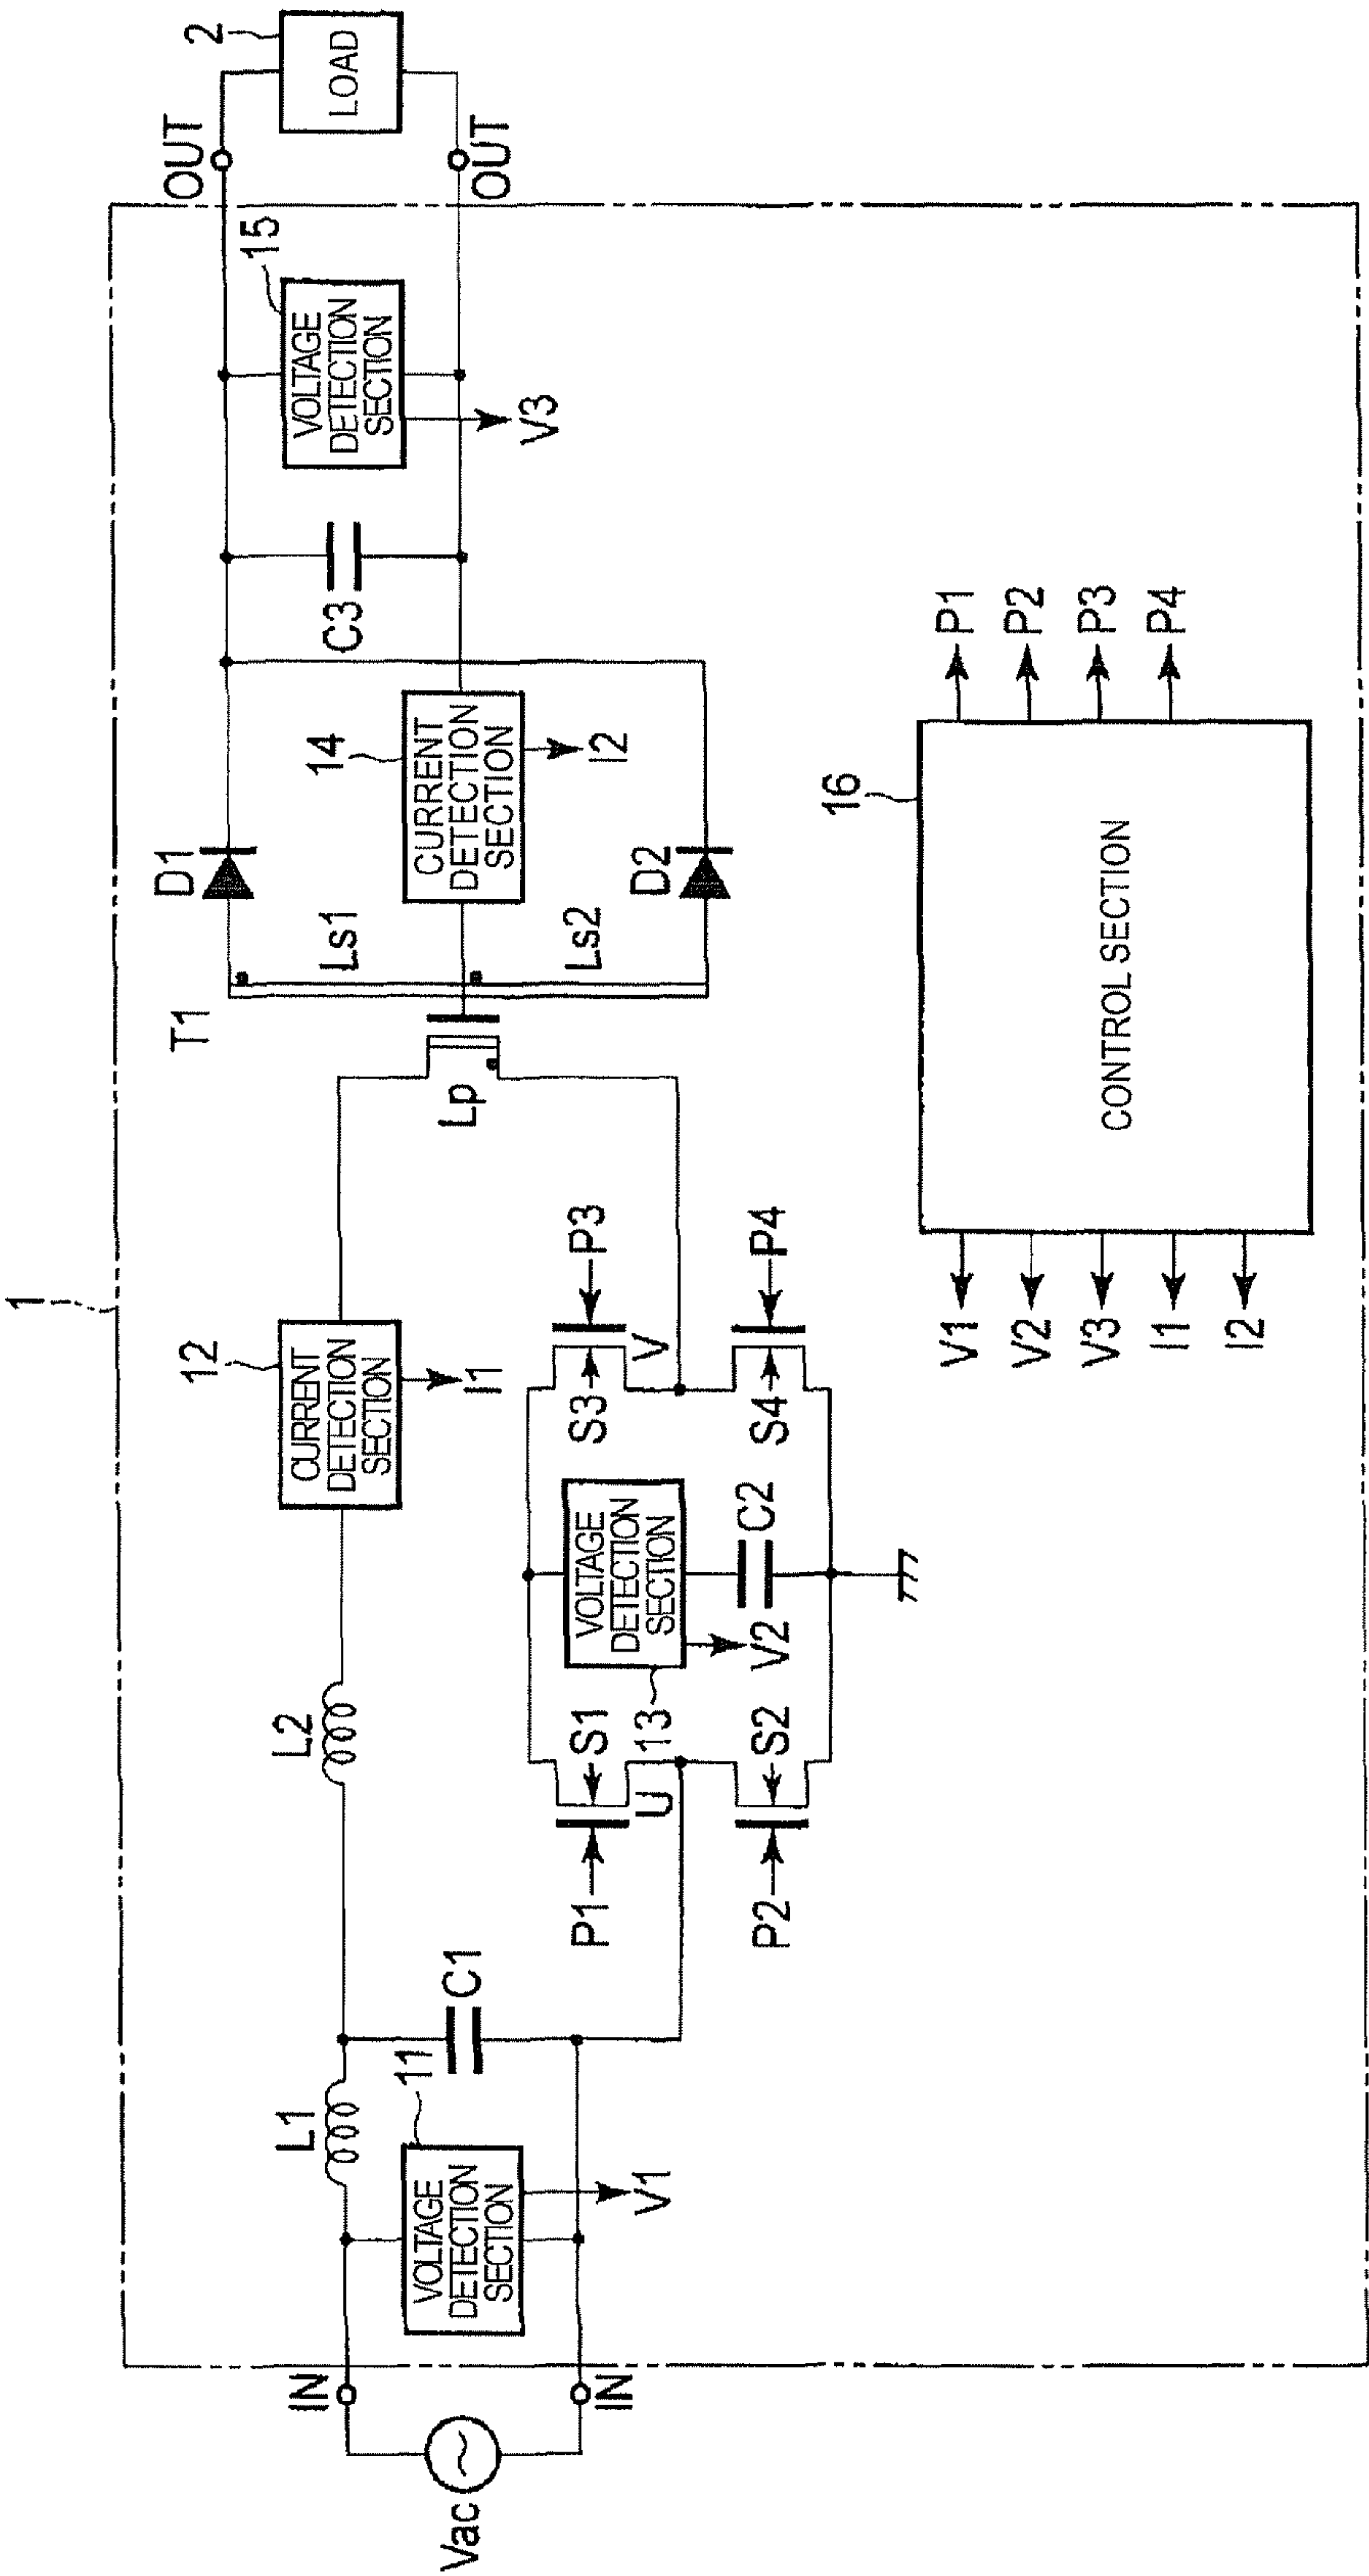 1
Vac
IN
IN
VOLTAGE
DETECTION
SECTION
11
V1
L1
C1
L2
CURRENT
DETECTION
SECTION
12
I1
P1
S1
U
P2
S2
VOLTAGE
DETECTION
SECTION
13
V2
C2
S3
P3
V
S4
P4
T1
Lp
Ls1
Ls2
D1
D2
CURRENT
DETECTION
SECTION
14
I2
C3
VOLTAGE
DETECTION
SECTION
15
V3
OUT
OUT
LOAD
2
CONTROL SECTION
16
V1
V2
V3
I1
I2
P1
P2
P3
P4